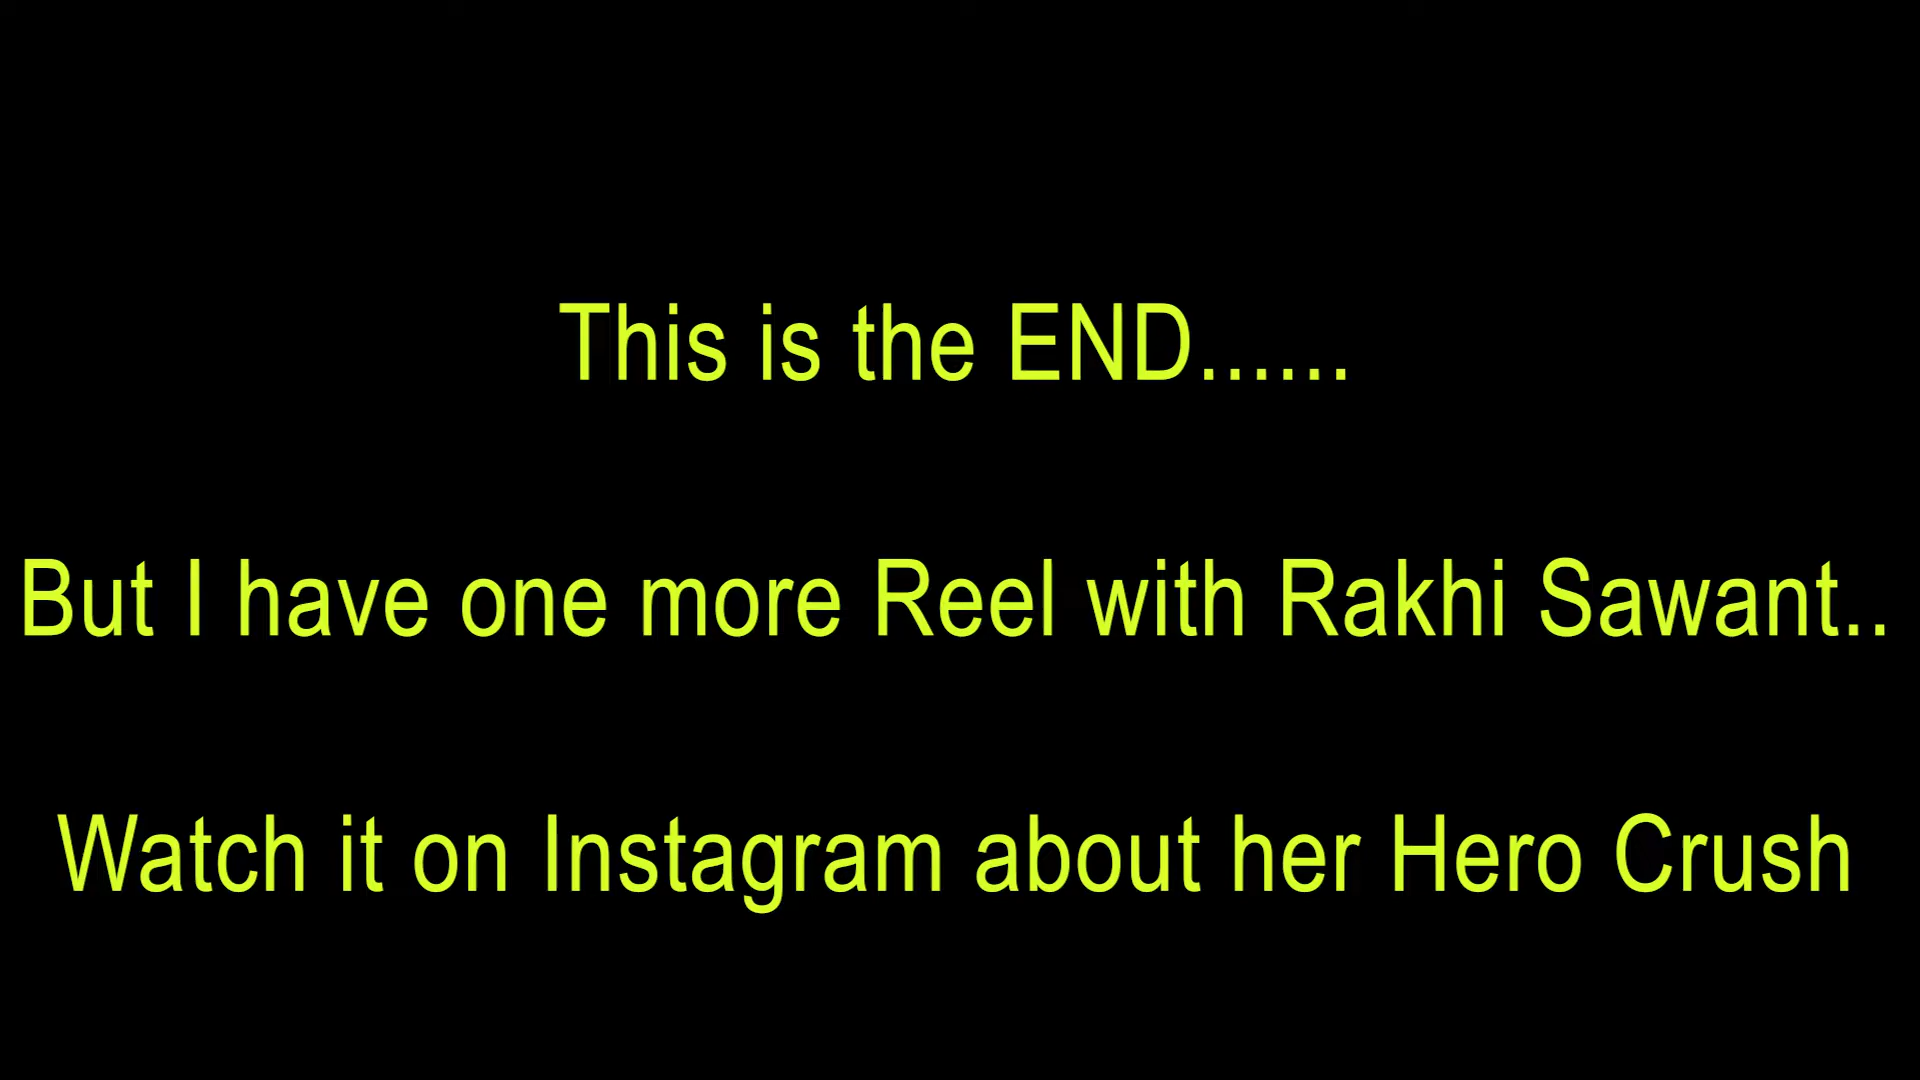 This is the END......
But I have one more Reel with Rakhi Sawant..
Watch it on Instagram about her Hero Crush